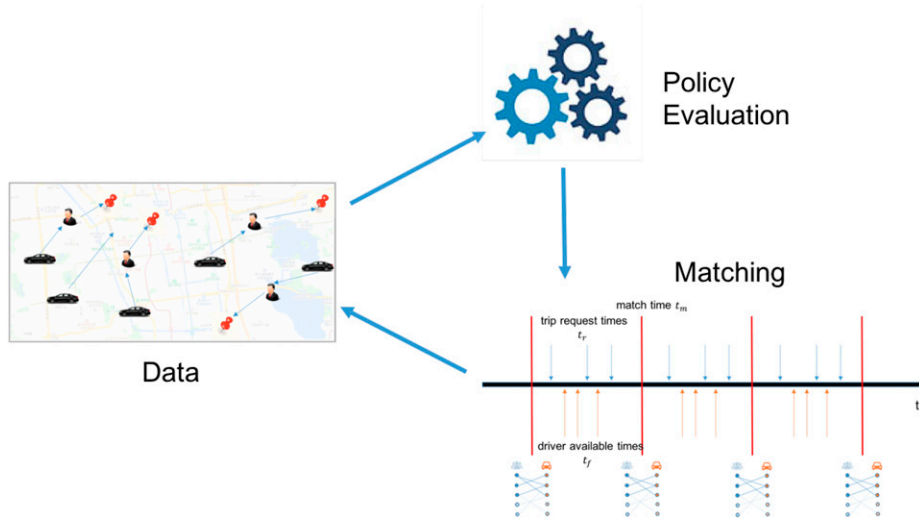 Policy
Evaluation
Data
Matching
match time t_m
trip request times
t_r
t
driver available times
t_f